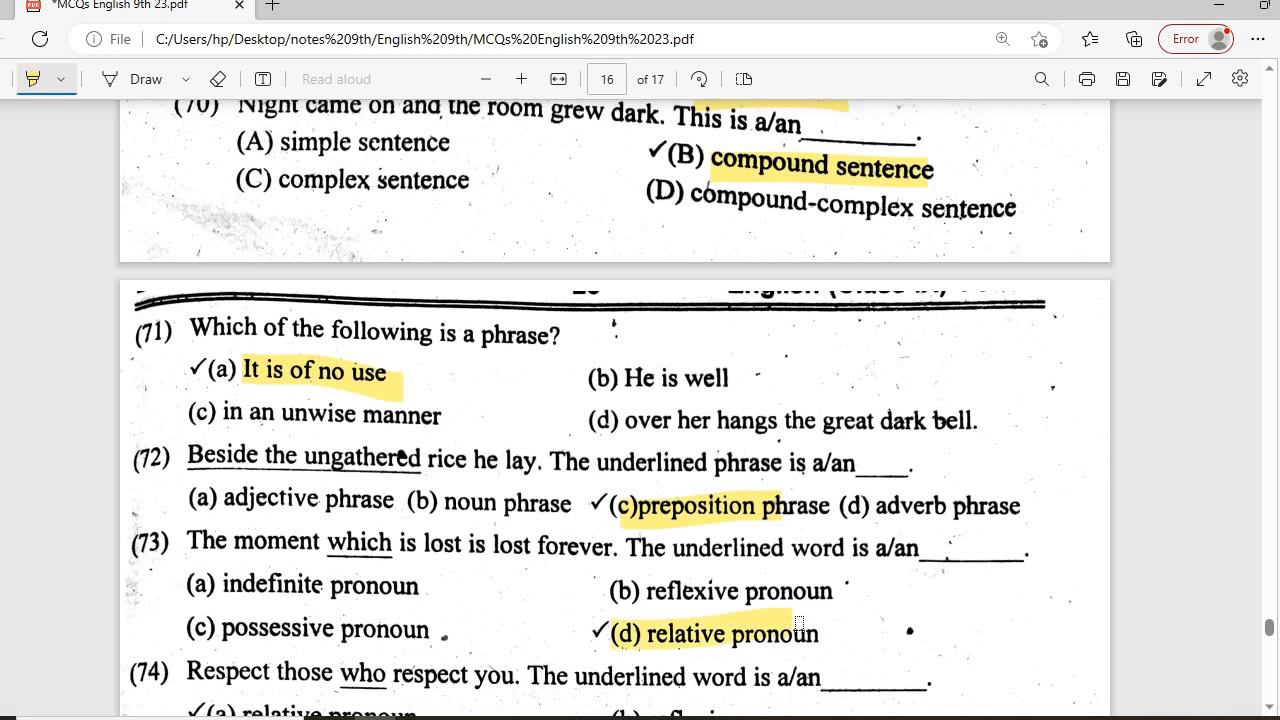 *MCQs English 9th 23.pdf
File C:/Users/hp/Desktop/notes%209th/English%209th/MCQs%20English%209th%2023.pdf Error
Draw Read aloud 16 of 17
(70) Night came on and the room grew dark. This is a/an________.
(A) simple sentence ✓(B) compound sentence
(C) complex sentence (D) compound-complex sentence
(71) Which of the following is a phrase?
✓(a) It is of no use (b) He is well
(c) in an unwise manner (d) over her hangs the great dark bell.
(72) Beside the ungathered rice he lay. The underlined phrase is a/an____.
(a) adjective phrase (b) noun phrase ✓(c)preposition phrase (d) adverb phrase
(73) The moment which is lost is lost forever. The underlined word is a/an________.
(a) indefinite pronoun (b) reflexive pronoun
(c) possessive pronoun ✓(d) relative pronoun
(74) Respect those who respect you. The underlined word is a/an________.
✓(a) relative pronoun